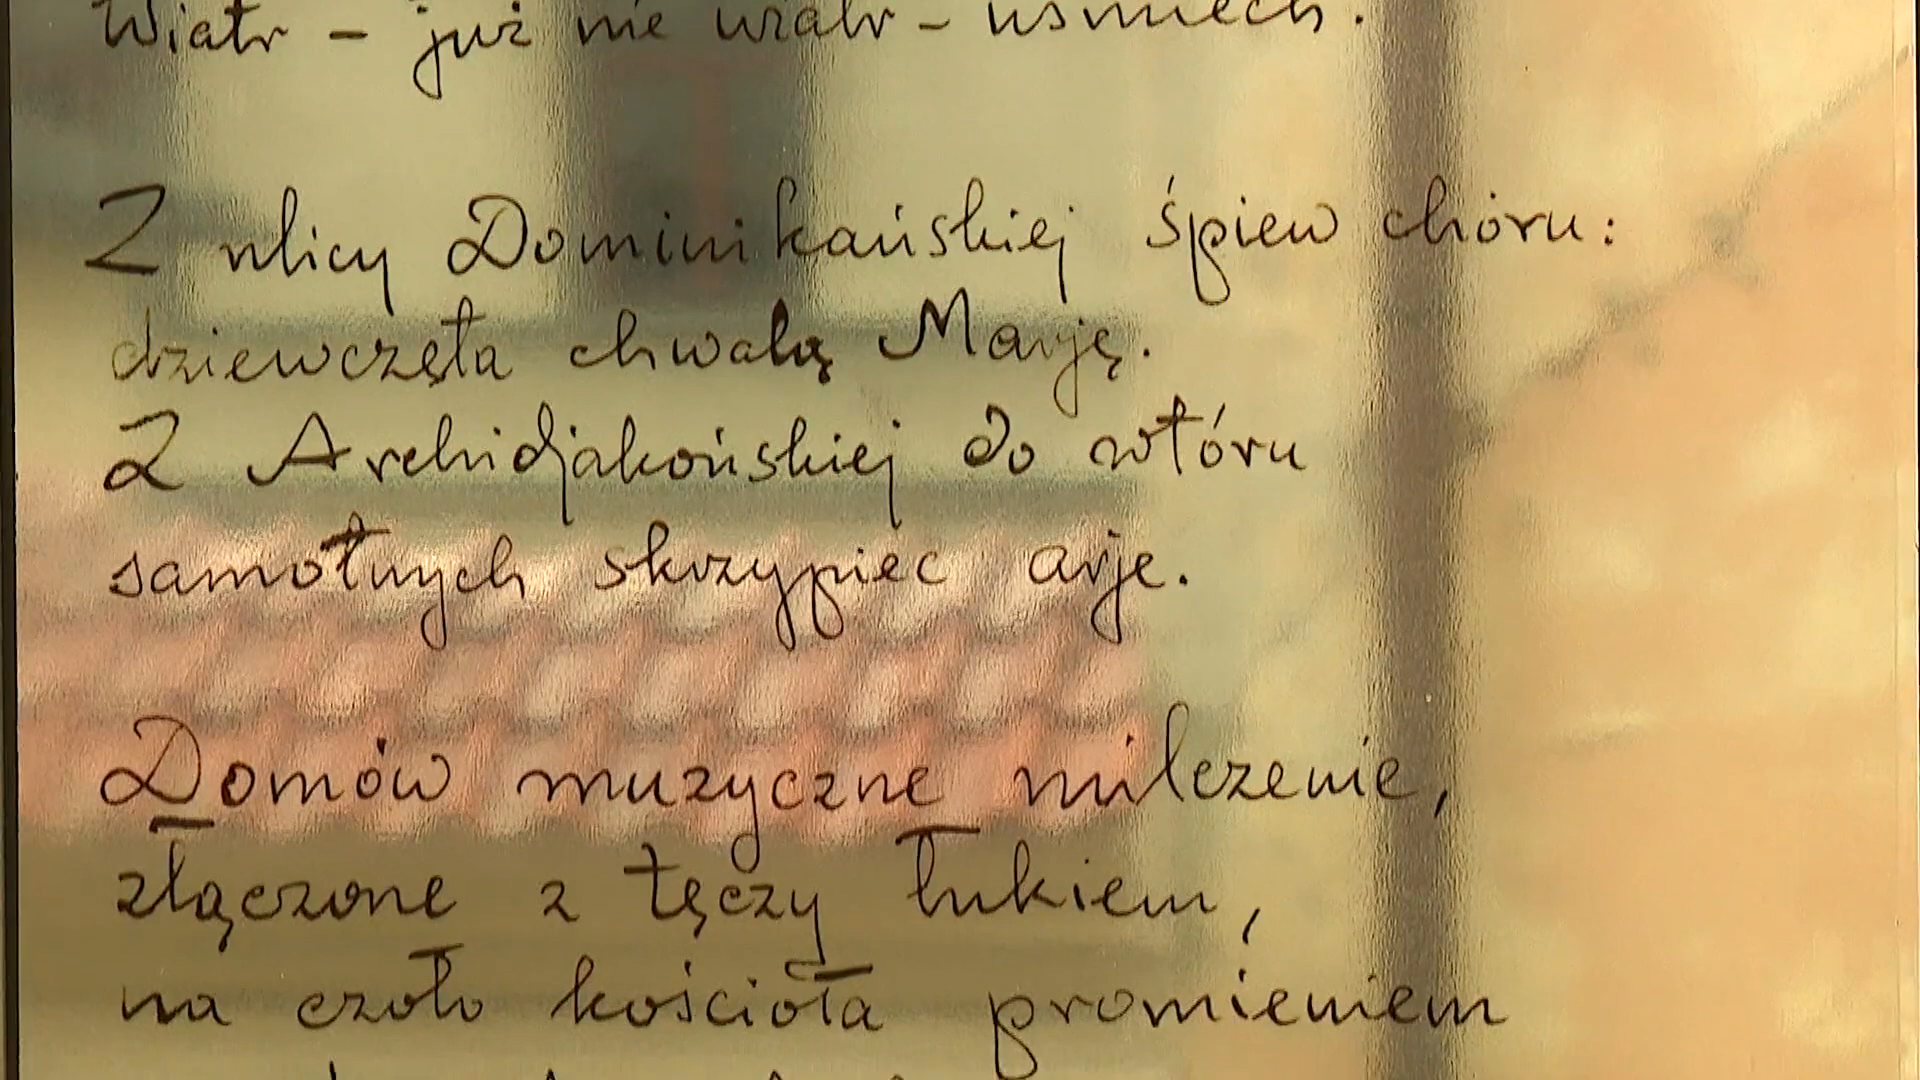 Wiatr – już nie wiatr – uśmiech.
Z ulicy Dominikańskiej śpiew chóru:
dziewczęta chwalą Marję.
Z Archidjakońskiej do wtóru
samotnych skrzypiec arje.
Domów muzyczne milczenie,
złączone z tęczy łukiem,
na czoło kościoła promieniem